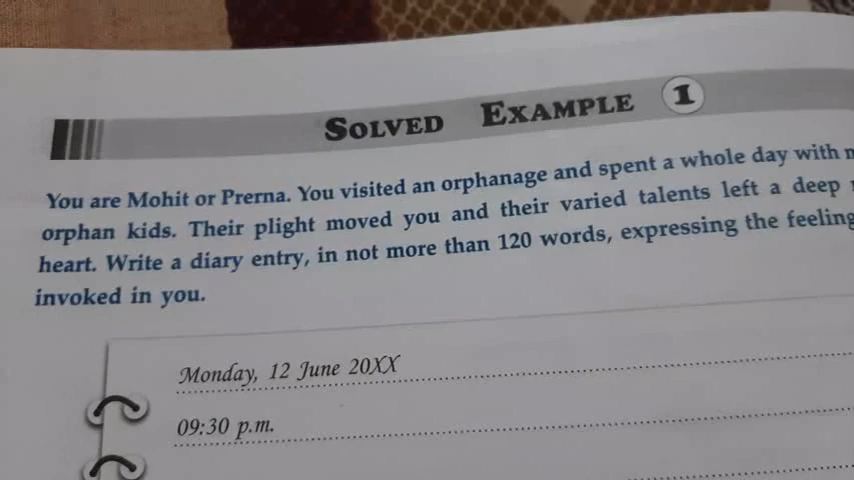 SOLVED EXAMPLE 1
You are Mohit or Prerna. You visited an orphanage and spent a whole day with
orphan kids. Their plight moved you and their varied talents left a deep
heart. Write a diary entry, in not more than 120 words, expressing the feeling
invoked in you.
Monday, 12 June 20XX
09:30 p.m.